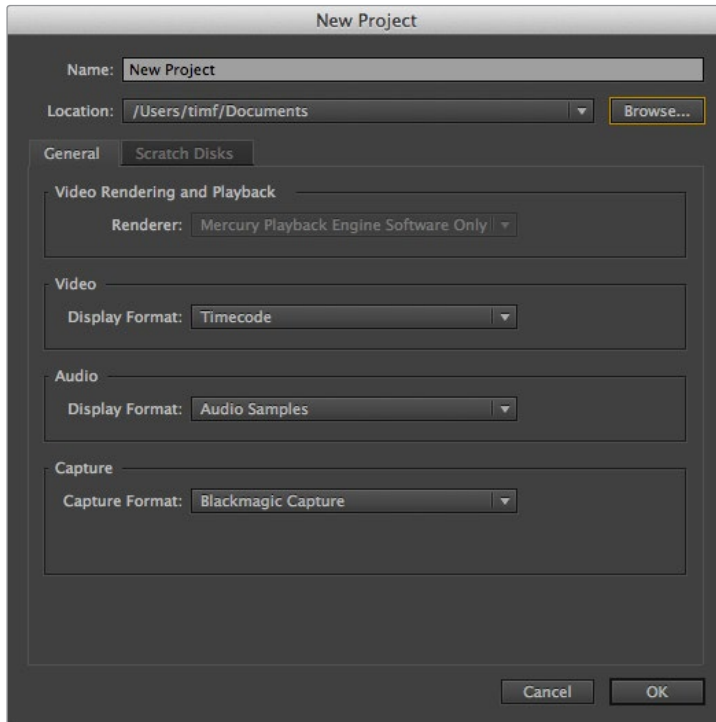 New Project
Name: New Project
Location: /Users/timf/Documents Browse...
General Scratch Disks
Video Rendering and Playback
Renderer: Mercury Playback Engine Software Only
Video
Display Format: Timecode
Audio
Display Format: Audio Samples
Capture
Capture Format: Blackmagic Capture
Cancel OK